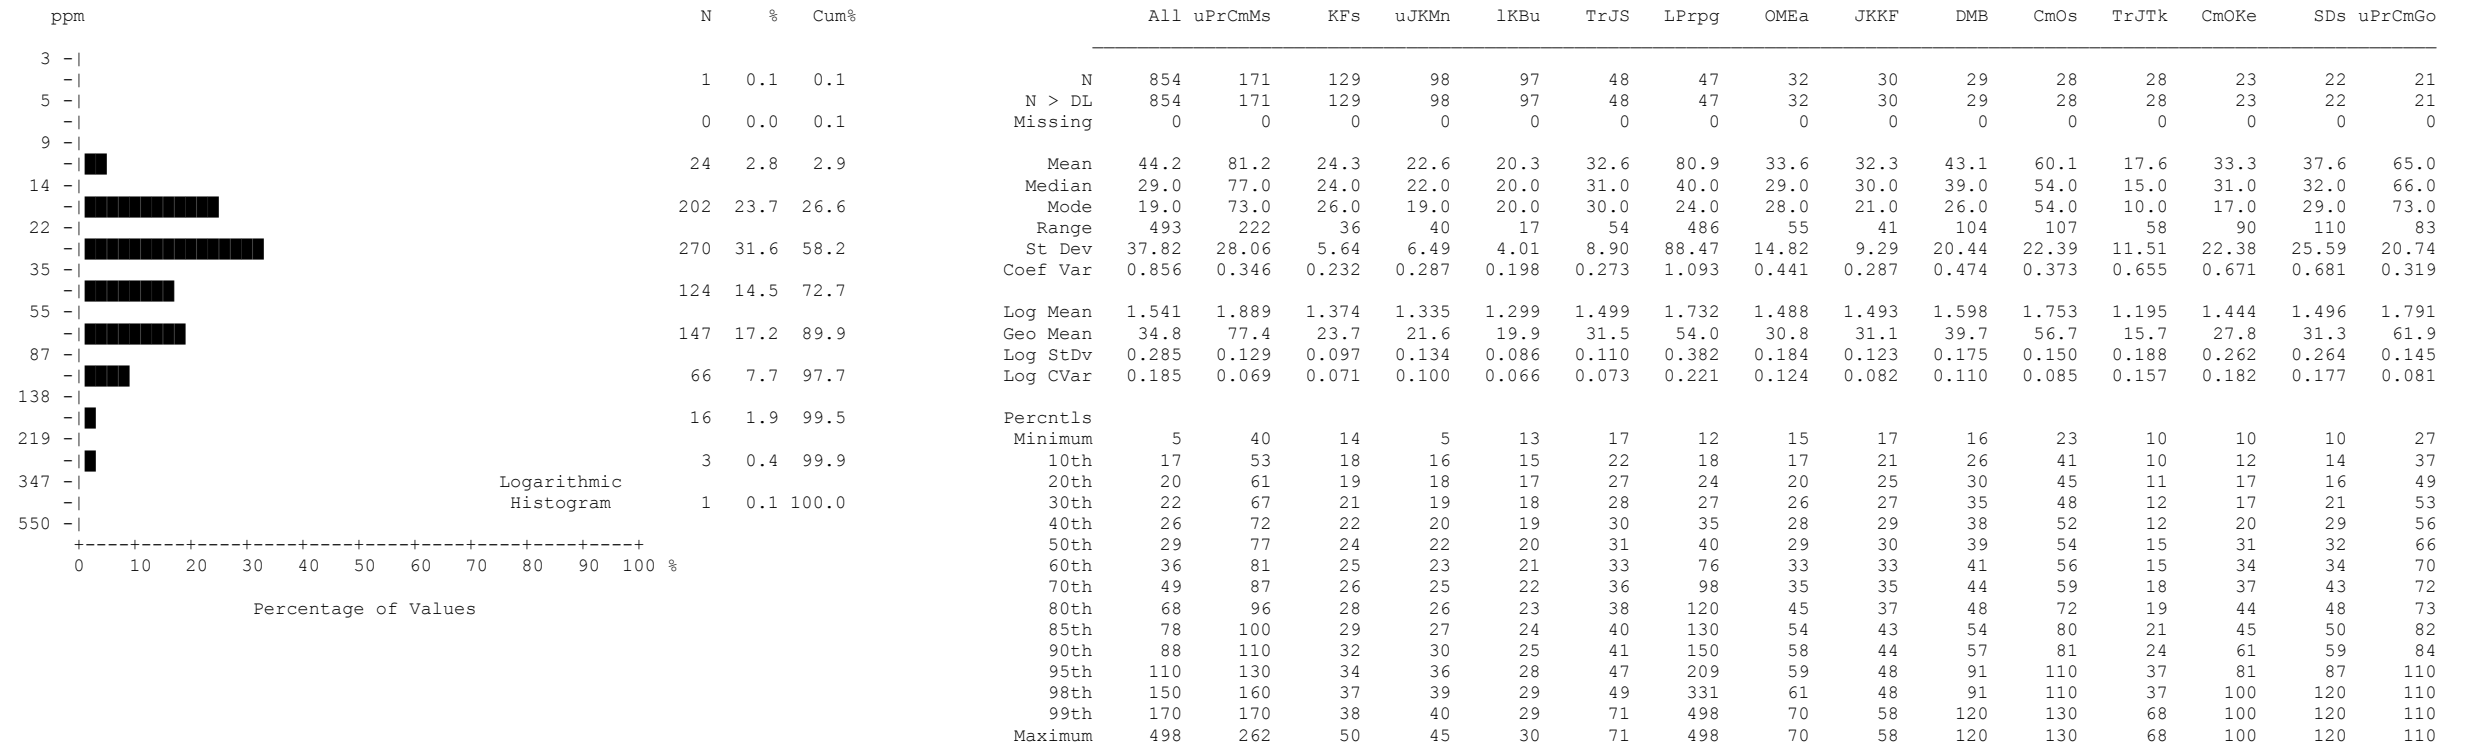 ppm N % Cum% All uPrCmMs KFs uJKMn lKBu TrJS LPrpg OMEa JKKF DMB CmOs TrJTk CmOKe SDs uPrCmGo
3 -|
-| 1 0.1 0.1 N 854 171 129 98 97 48 47 32 30 29 28 28 23 22 21
5 -| N > DL 854 171 129 98 97 48 47 32 30 29 28 28 23 22 21
-| 0 0.0 0.1 Missing 0 0 0 0 0 0 0 0 0 0 0 0 0 0 0
9 -|
-| 24 2.8 2.9 Mean 44.2 81.2 24.3 22.6 20.3 32.6 80.9 33.6 32.3 43.1 60.1 17.6 33.3 37.6 65.0
14 -| Median 29.0 77.0 24.0 22.0 20.0 31.0 40.0 29.0 30.0 39.0 54.0 15.0 31.0 32.0 66.0
-| 202 23.7 26.6 Mode 19.0 73.0 26.0 19.0 20.0 30.0 24.0 28.0 21.0 26.0 54.0 10.0 17.0 29.0 73.0
22 -| Range 493 222 36 40 17 54 486 55 41 104 107 58 90 110 83
-| 270 31.6 58.2 St Dev 37.82 28.06 5.64 6.49 4.01 8.90 88.47 14.82 9.29 20.44 22.39 11.51 22.38 25.59 20.74
35 -| Coef Var 0.856 0.346 0.232 0.287 0.198 0.273 1.093 0.441 0.287 0.474 0.373 0.655 0.671 0.681 0.319
-| 124 14.5 72.7
55 -| Log Mean 1.541 1.889 1.374 1.335 1.299 1.499 1.732 1.488 1.493 1.598 1.753 1.195 1.444 1.496 1.791
-| 147 17.2 89.9 Geo Mean 34.8 77.4 23.7 21.6 19.9 31.5 54.0 30.8 31.1 39.7 56.7 15.7 27.8 31.3 61.9
87 -| Log StDv 0.285 0.129 0.097 0.134 0.086 0.110 0.382 0.184 0.123 0.175 0.150 0.188 0.262 0.264 0.145
-| 66 7.7 97.7 Log CVar 0.185 0.069 0.071 0.100 0.066 0.073 0.221 0.124 0.082 0.110 0.085 0.157 0.182 0.177 0.081
138 -|
-| 16 1.9 99.5 Percntls
219 -| Minimum 5 40 14 5 13 17 12 15 17 16 23 10 10 10 27
-| 3 0.4 99.9 10th 17 53 18 16 15 22 18 17 21 26 41 10 12 14 37
347 -| Logarithmic 20th 20 61 19 18 17 27 24 20 25 30 45 11 17 16 49
-| Histogram 1 0.1 100.0 30th 22 67 21 19 18 28 27 26 27 35 48 12 17 21 53
550 -| 40th 26 72 22 20 19 30 35 28 29 38 52 12 20 29 56
+----+----+----+----+----+----+----+----+----+----+ 50th 29 77 24 22 20 31 40 29 30 39 54 15 31 32 66
0 10 20 30 40 50 60 70 80 90 100 % 60th 36 81 25 23 21 33 76 33 33 41 56 15 34 34 70
70th 49 87 26 25 22 36 98 35 35 44 59 18 37 43 72
Percentage of Values 80th 68 96 28 26 23 38 120 45 37 48 72 19 44 48 73
85th 78 100 29 27 24 40 130 54 43 54 80 21 45 50 82
90th 88 110 32 30 25 41 150 58 44 57 81 24 61 59 84
95th 110 130 34 36 28 47 209 59 48 91 110 37 81 87 110
98th 150 160 37 39 29 49 331 61 48 91 110 37 100 120 110
99th 170 170 38 40 29 71 498 70 58 120 130 68 100 120 110
Maximum 498 262 50 45 30 71 498 70 58 120 130 68 100 120 110